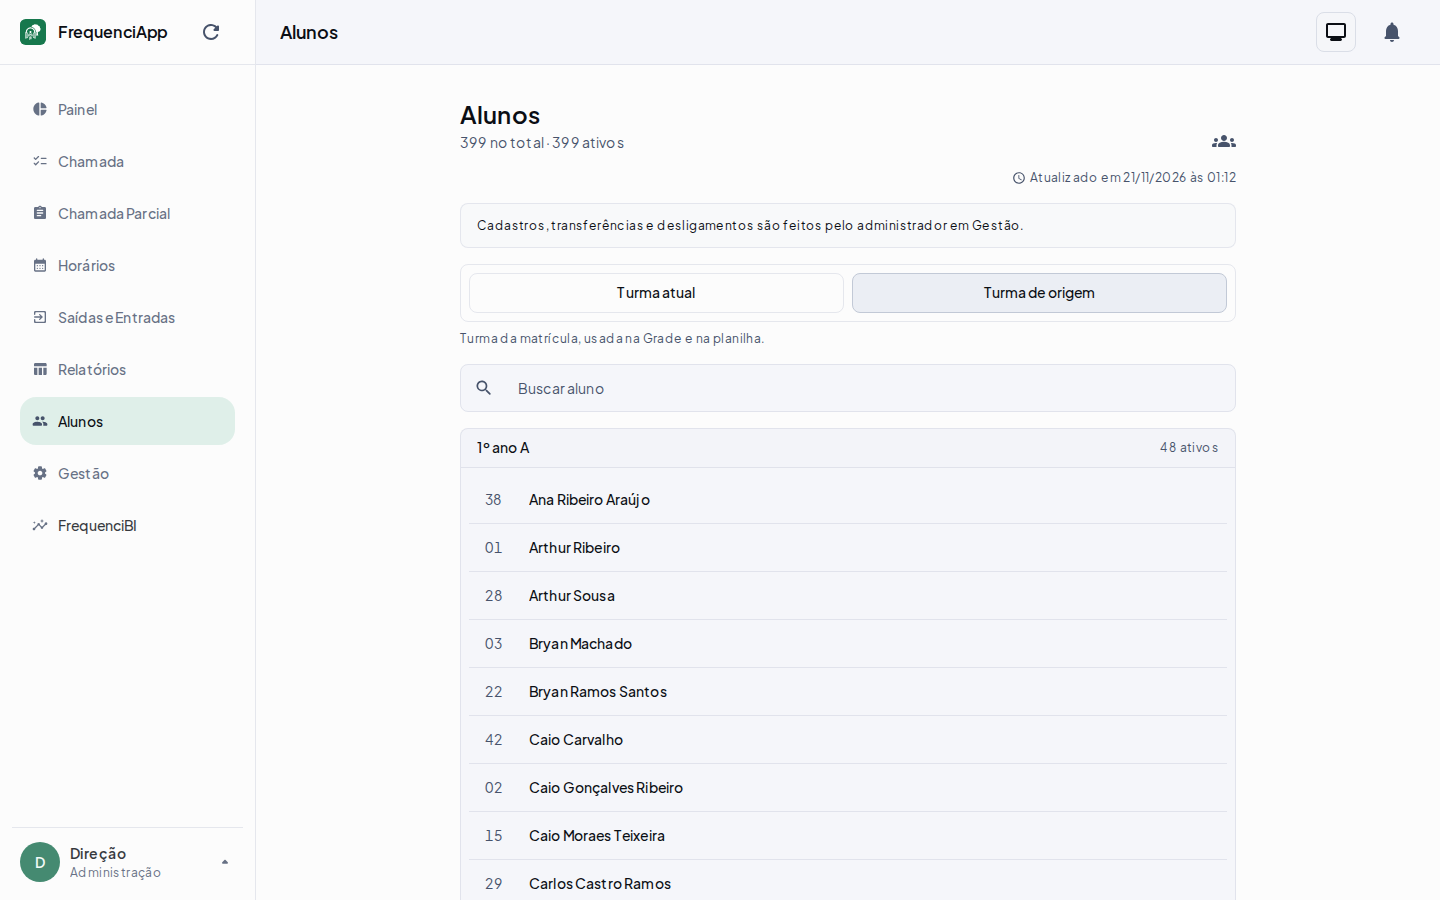 FrequenciApp
Alunos
Painel
Chamada
Chamada Parcial
Horários
Saídas e Entradas
Relatórios
Alunos
Gestão
FrequenciBI
D
Direção
Administração
Alunos
399 no total · 399 ativos
Atualizado em 21/11/2026 às 01:12
Cadastros, transferências e desligamentos são feitos pelo administrador em Gestão.
Turma atual
Turma de origem
Turma da matrícula, usada na Grade e na planilha.
Buscar aluno
1º ano A
48 ativos
38 Ana Ribeiro Araújo
01 Arthur Ribeiro
28 Arthur Sousa
03 Bryan Machado
22 Bryan Ramos Santos
42 Caio Carvalho
02 Caio Gonçalves Ribeiro
15 Caio Moraes Teixeira
29 Carlos Castro Ramos